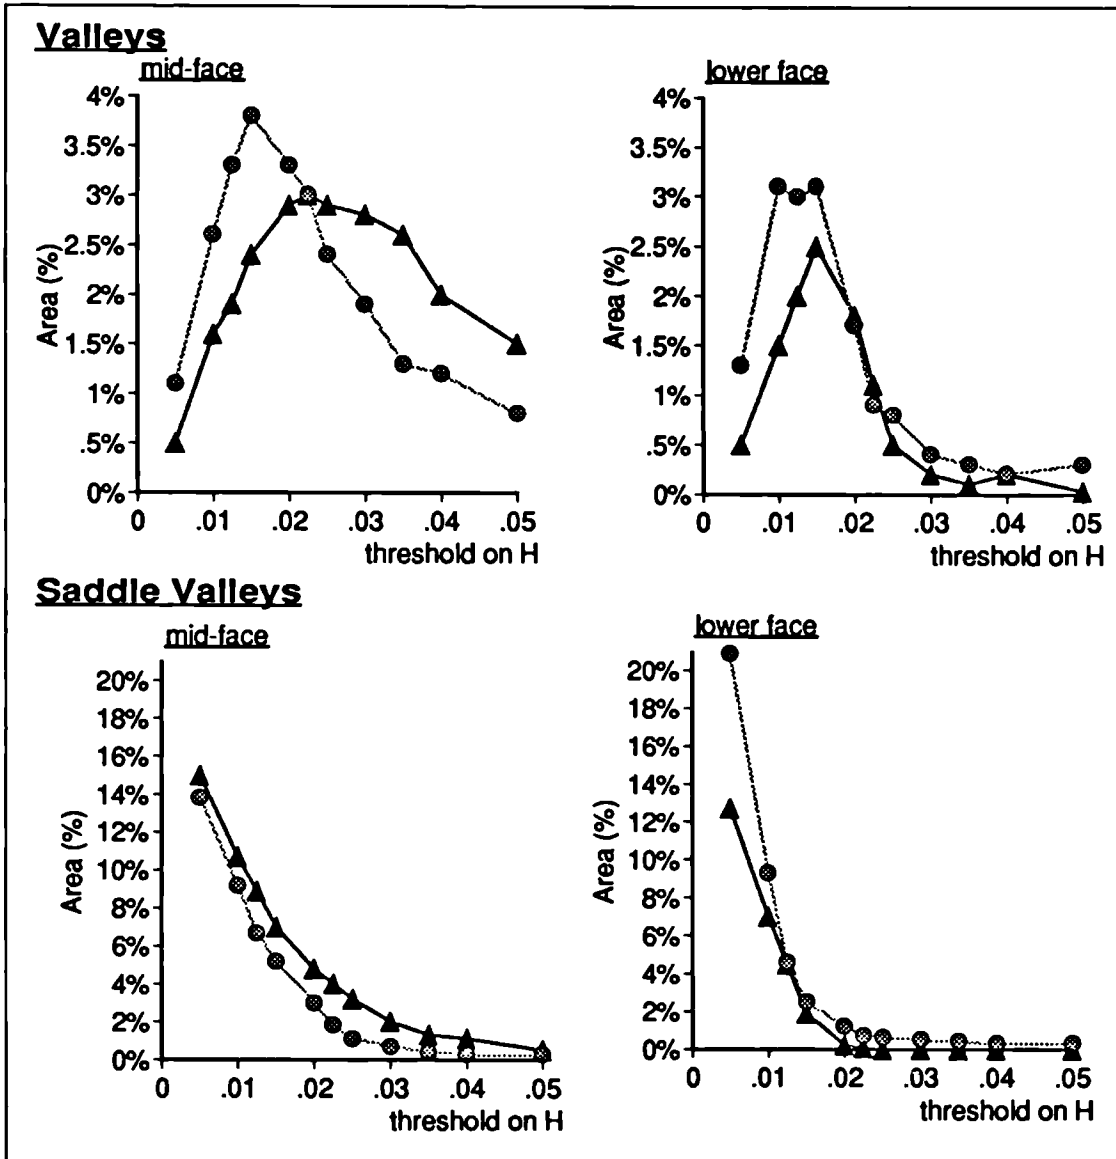 Valleys
mid-face
4%
3.5%
3%
2.5%
2%
1.5%
1%
.5%
0%
Area (%)
0 .01 .02 .03 .04 .05
threshold on H
lower face
4%
3.5%
3%
2.5%
2%
1.5%
1%
.5%
0%
Area (%)
0 .01 .02 .03 .04 .05
threshold on H
Saddle Valleys
mid-face
20%
18%
16%
14%
12%
10%
8%
6%
4%
2%
0%
Area (%)
0 .01 .02 .03 .04 .05
threshold on H
lower face
20%
18%
16%
14%
12%
10%
8%
6%
4%
2%
0%
Area (%)
0 .01 .02 .03 .04 .05
threshold on H